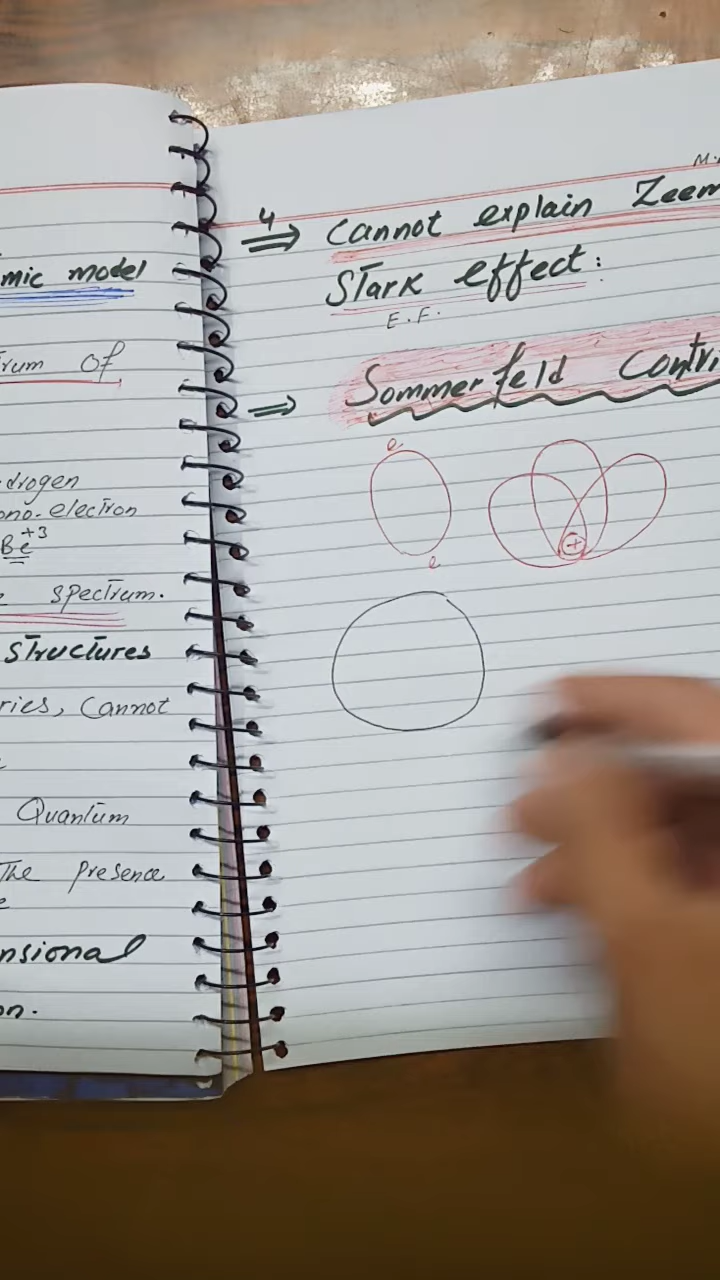 mic model
rum of
drogen
ono-electron
Be+3
spectrum.
structures
ries, Cannot
Quantum
The presence
nsional
on.
4
Cannot explain Zeem
Stark effect:
E.F.
Sommerfeld Contri
e
+
e